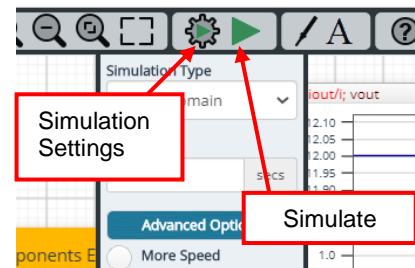 A
?
Simulation Type
omain
iout/i; vout
Simulation
Settings
12.10
12.05
12.00
11.95
11.90
secs
Simulate
Advanced Optio
ponents E
More Speed
1.0